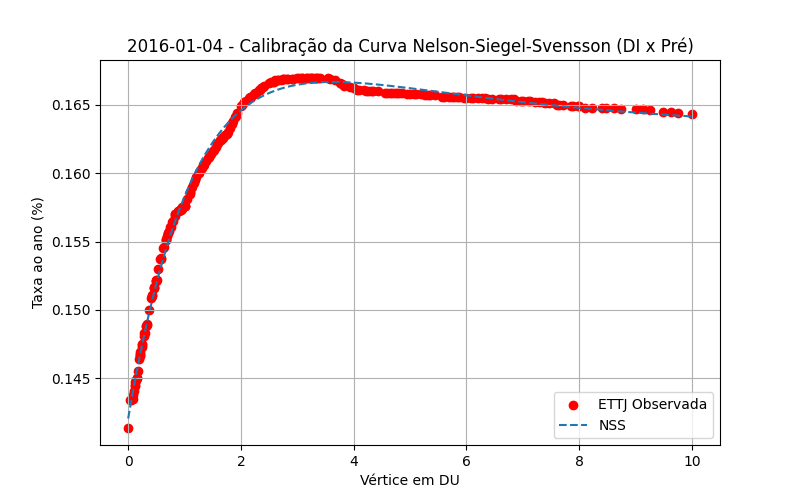 2016-01-04 - Calibração da Curva Nelson-Siegel-Svensson (DI x Pré)
Taxa ao ano (%)
0.165
0.160
0.155
0.150
0.145
ETTJ Observada
NSS
0 2 4 6 8 10
Vértice em DU